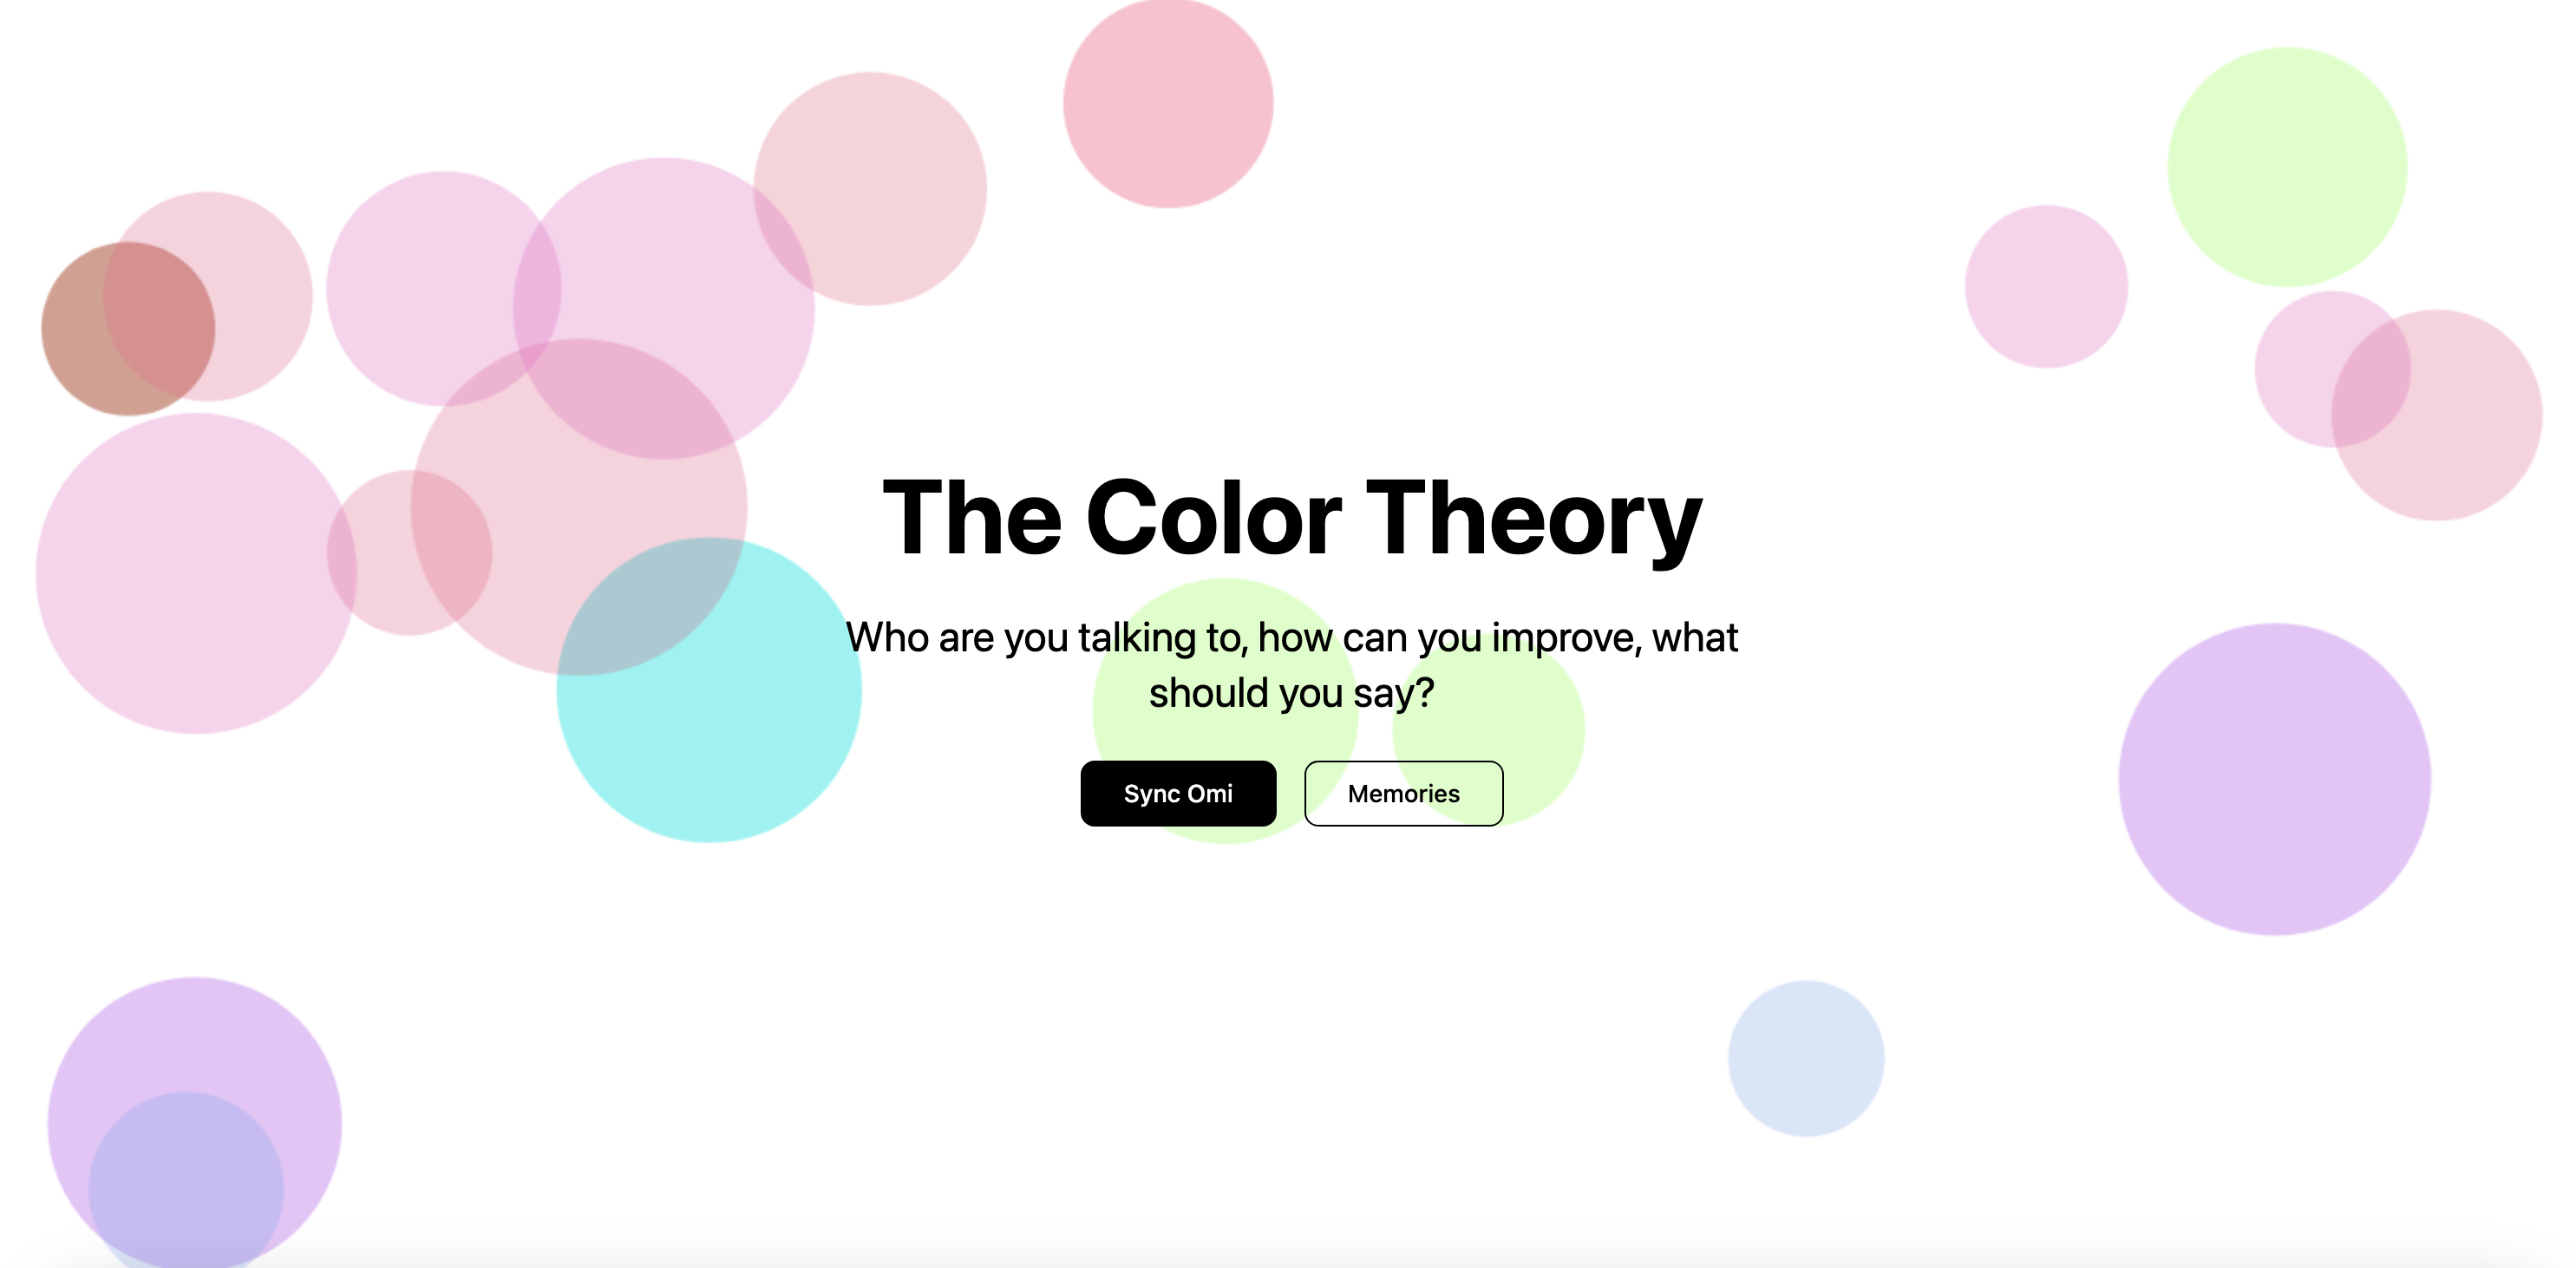 The Color Theory
Who are you talking to, how can you improve, what
should you say?
Sync Omi
Memories